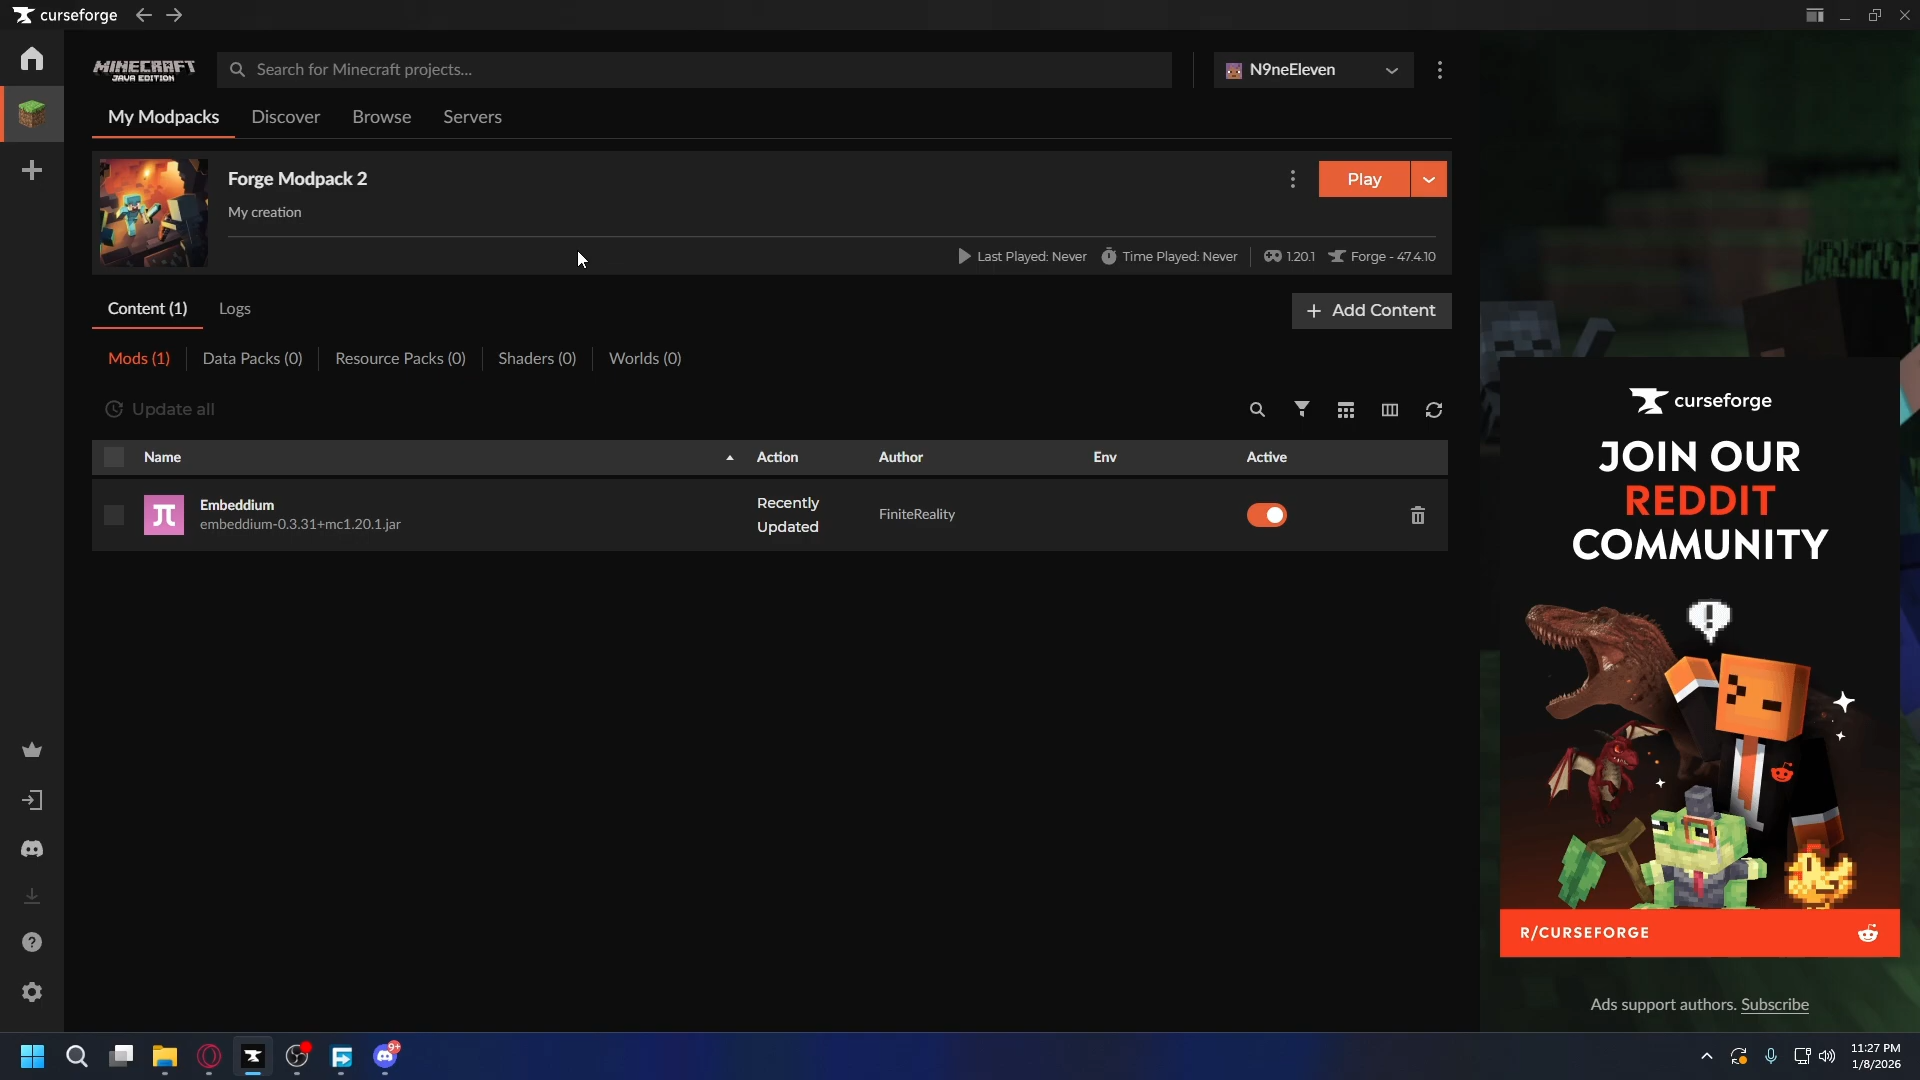 curseforge
MINECRAFT
JAVA EDITION
Search for Minecraft projects...
N9neEleven
My Modpacks
Discover
Browse
Servers
Forge Modpack 2
My creation
Play
Last Played: Never
Time Played: Never
1.20.1
Forge - 47.4.10
Content (1)
Logs
Add Content
Mods (1)
Data Packs (0)
Resource Packs (0)
Shaders (0)
Worlds (0)
Update all
Name
Action
Author
Env
Active
Embeddium
embeddium-0.3.31+mc1.20.1.jar
Recently
Updated
FiniteReality
curseforge
JOIN OUR
REDDIT
COMMUNITY
R/CURSEFORGE
Ads support authors. Subscribe
9+
11:27 PM
1/8/2026